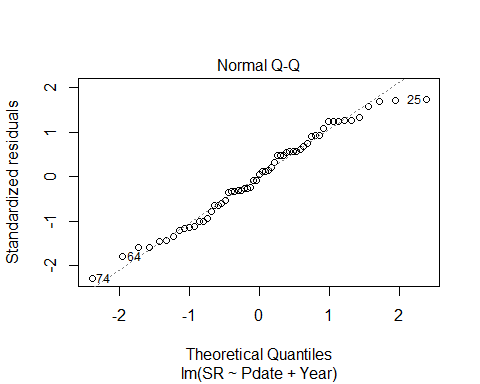 Normal Q-Q
Standardized residuals
2
1
0
-1
-2
25
64
74
-2 -1 0 1 2
Theoretical Quantiles
lm(SR ~ Pdate + Year)